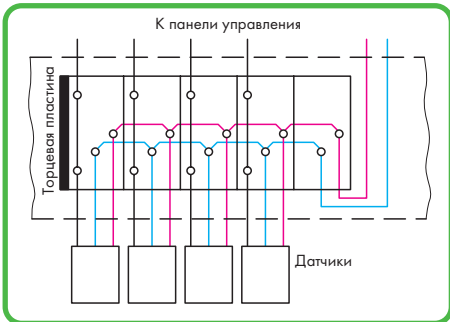 К панели управления
Торцевая пластина
Датчики